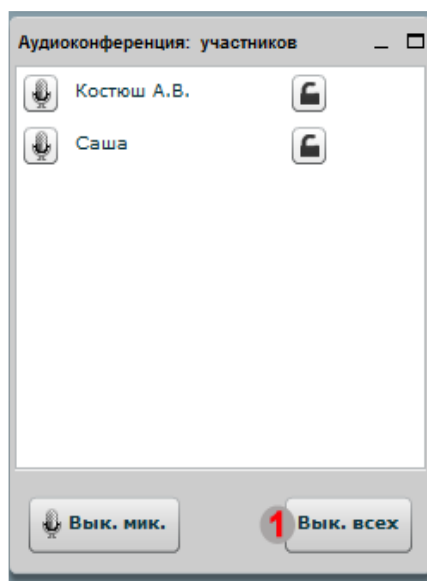 Аудиоконференция: участников
Костюш А.В.
Саша
Вык. мик.
1 Вык. всех